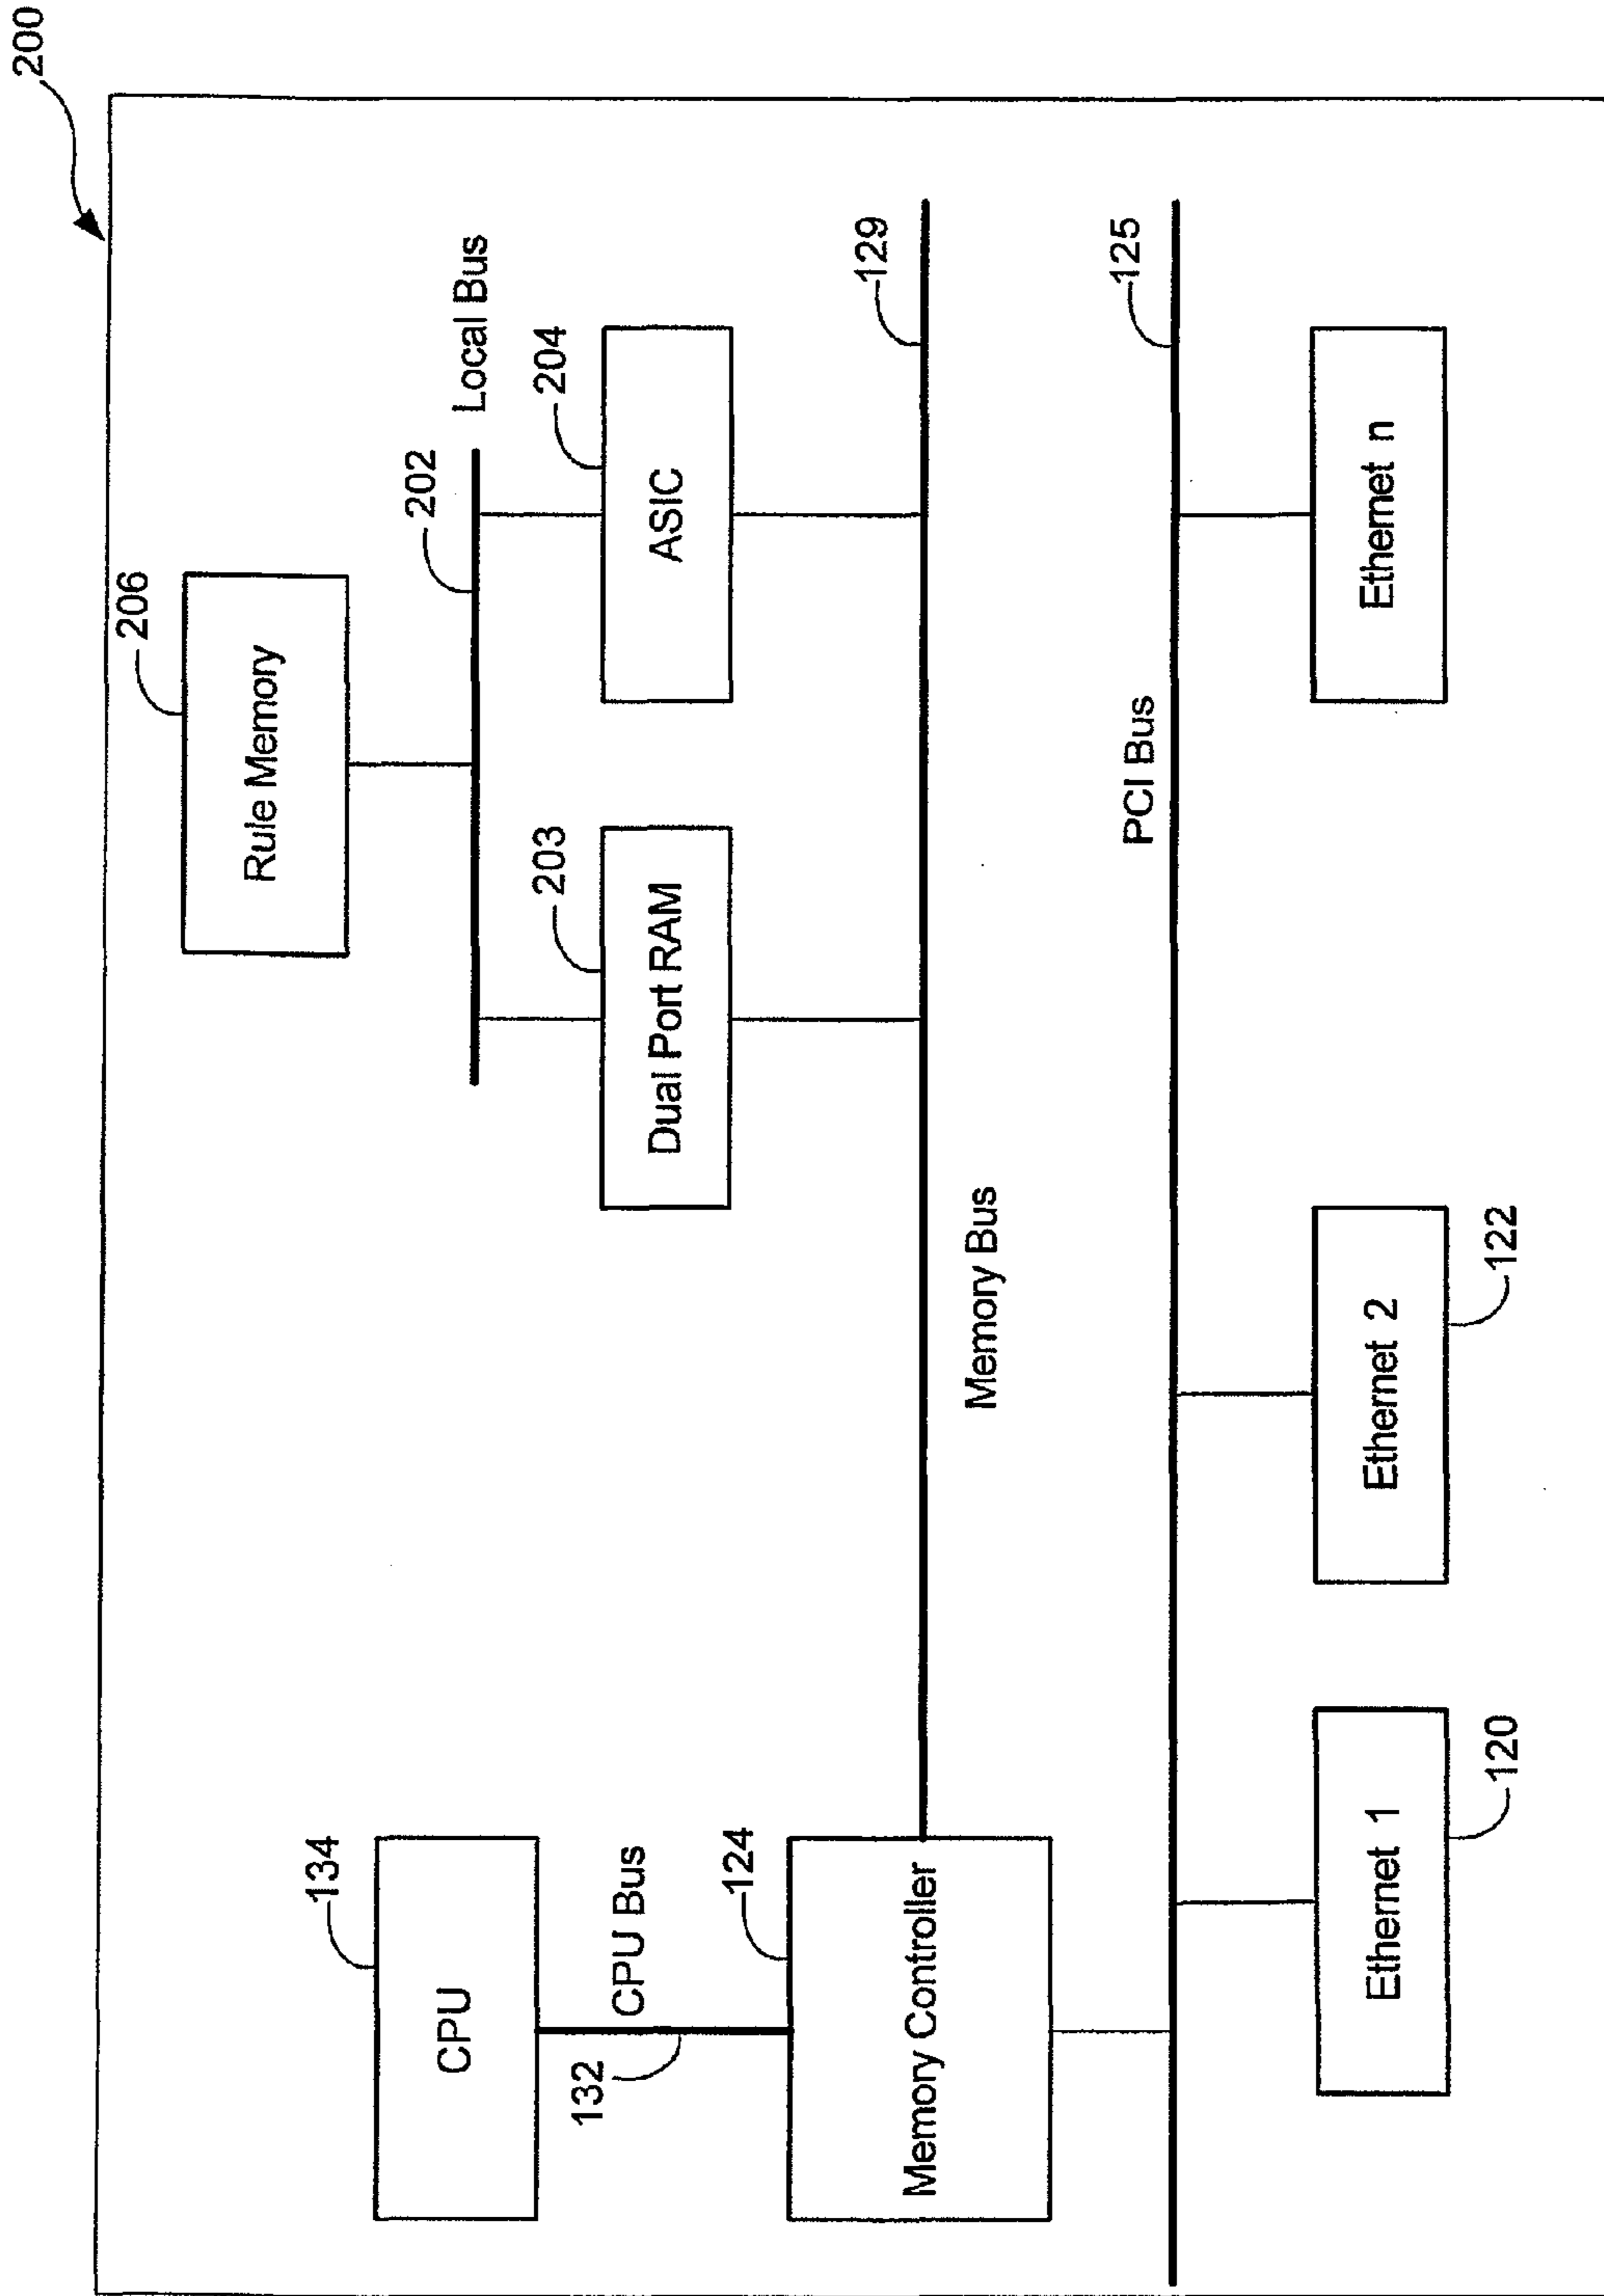 200
206
Rule Memory
202
Local Bus
134
CPU
203
Dual Port RAM
204
ASIC
CPU Bus
132
124
Memory Controller
129
Memory Bus
PCI Bus
125
Ethernet 1
120
Ethernet 2
122
Ethernet n